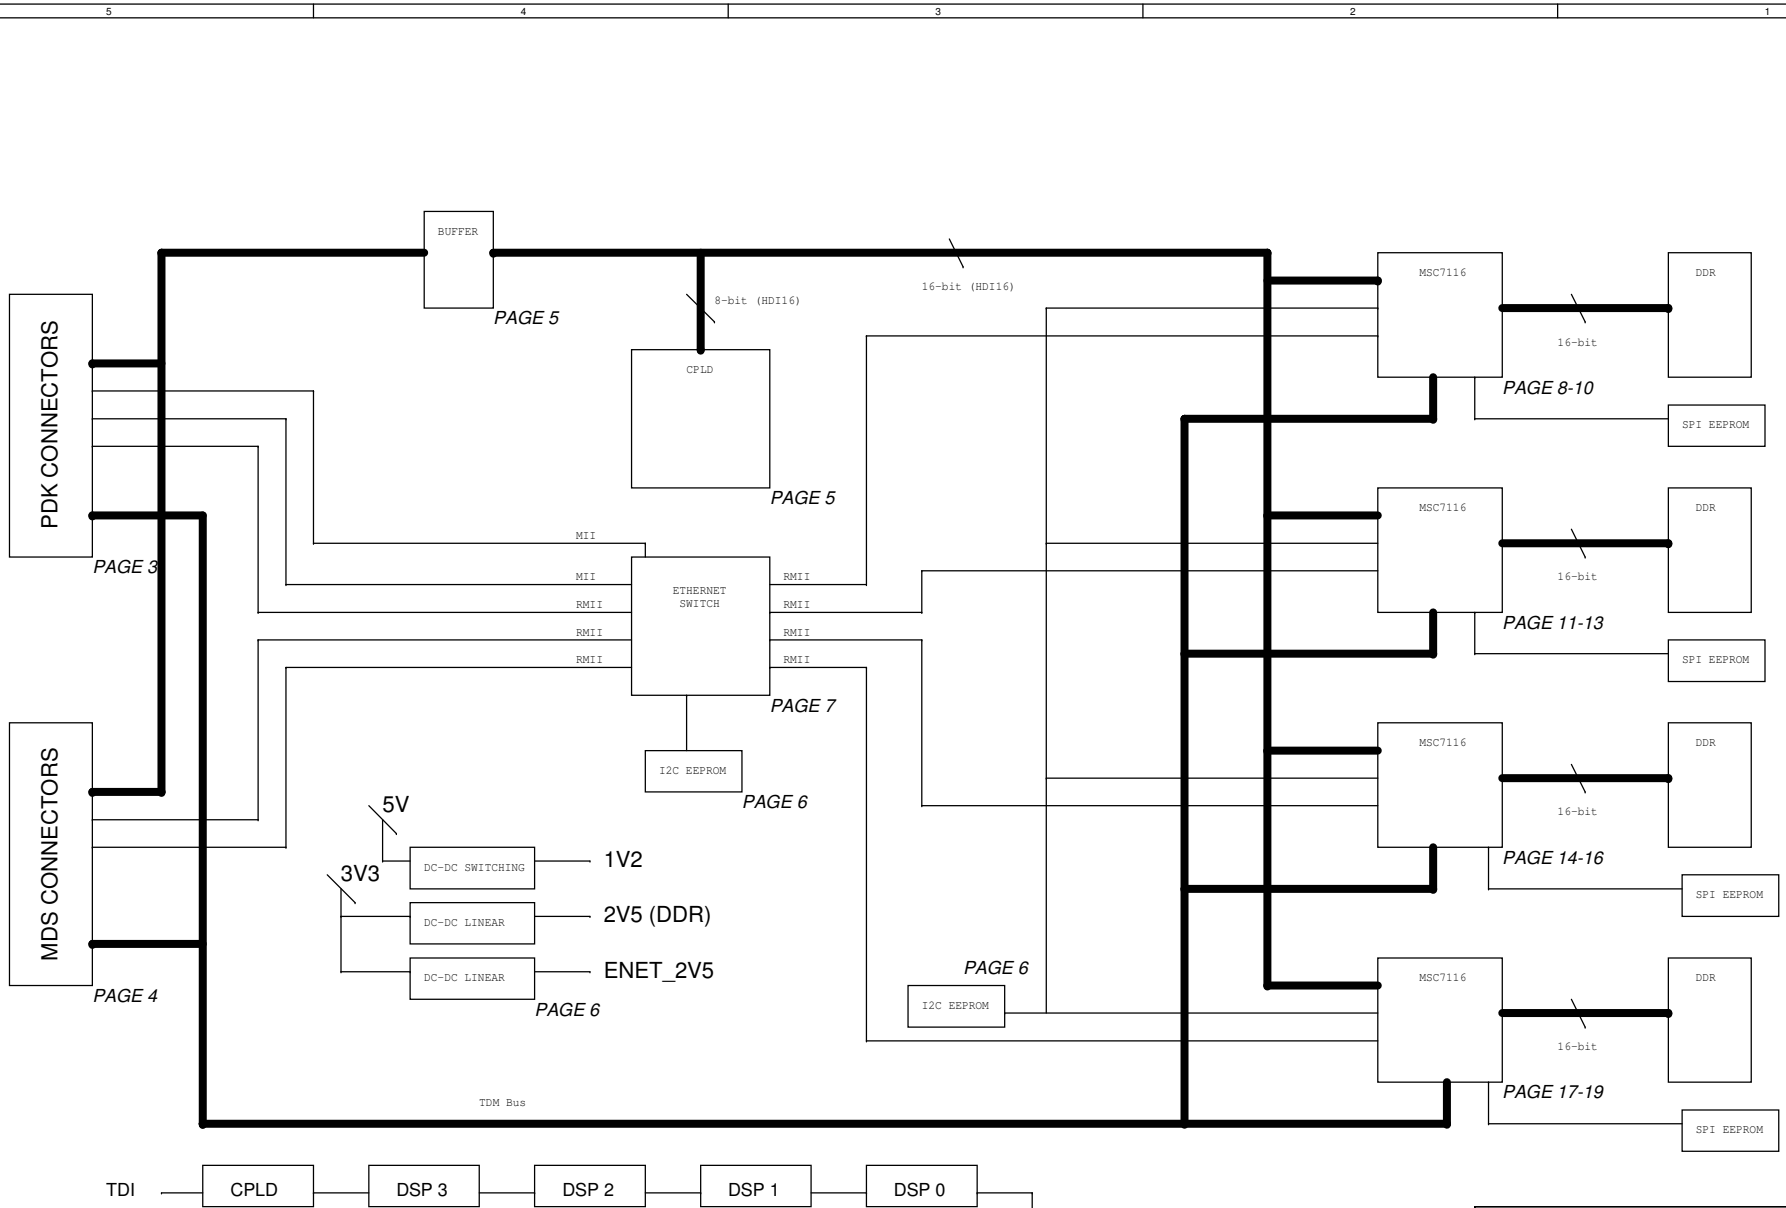 5 4 3 2 1
BUFFER
PAGE 5
8-bit (HDI16)
16-bit (HDI16)
CPLD
PAGE 5
PDK CONNECTORS
PAGE 3
MII
MII
RMII
RMII
RMII
ETHERNET
SWITCH
RMII
RMII
RMII
RMII
PAGE 7
I2C EEPROM
PAGE 6
MDS CONNECTORS
PAGE 4
5V
DC-DC SWITCHING
1V2
3V3
DC-DC LINEAR
2V5 (DDR)
DC-DC LINEAR
ENET_2V5
PAGE 6
PAGE 6
I2C EEPROM
MSC7116
16-bit
DDR
PAGE 8-10
SPI EEPROM
MSC7116
16-bit
DDR
PAGE 11-13
SPI EEPROM
MSC7116
16-bit
DDR
PAGE 14-16
SPI EEPROM
MSC7116
16-bit
DDR
PAGE 17-19
SPI EEPROM
TDM Bus
TDI CPLD DSP 3 DSP 2 DSP 1 DSP 0